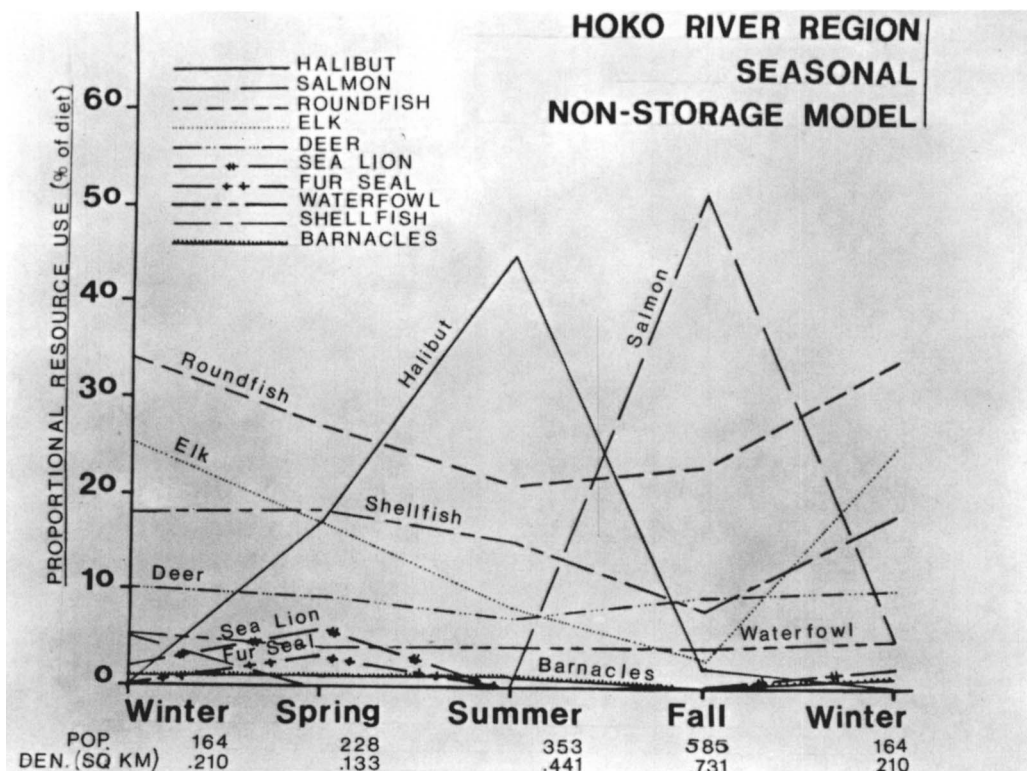 HOKO RIVER REGION
SEASONAL
NON-STORAGE MODEL
HALIBUT
SALMON
ROUNDFISH
ELK
DEER
SEA LION
FUR SEAL
WATERFOWL
SHELLFISH
BARNACLES
PROPORTIONAL RESOURCE USE (% of diet)
60
50
40
30
20
10
0
Roundfish
Halibut
Salmon
Elk
Shellfish
Deer
Sea Lion
Fur Seal
Waterfowl
Barnacles
Winter Spring Summer Fall Winter
POP. 164 228 353 585 164
DEN. (SQ KM) .210 .133 .441 .731 .210